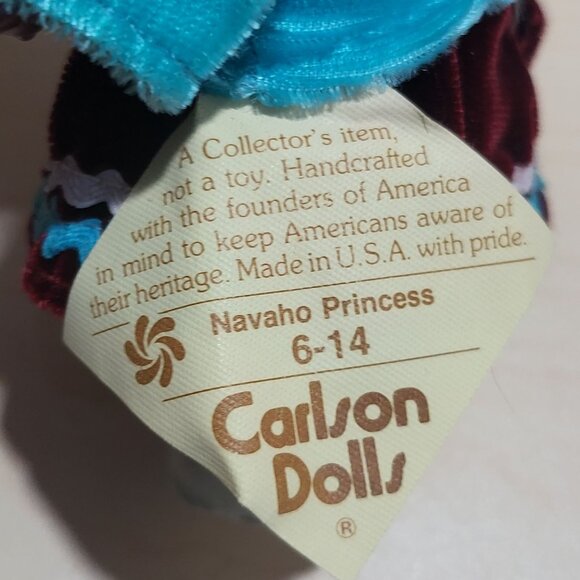 A Collector's item,
not a toy. Handcrafted
with the founders of America
in mind to keep Americans aware of
their heritage. Made in U.S.A. with pride.
Navaho Princess
6-14
Carlson
Dolls
®